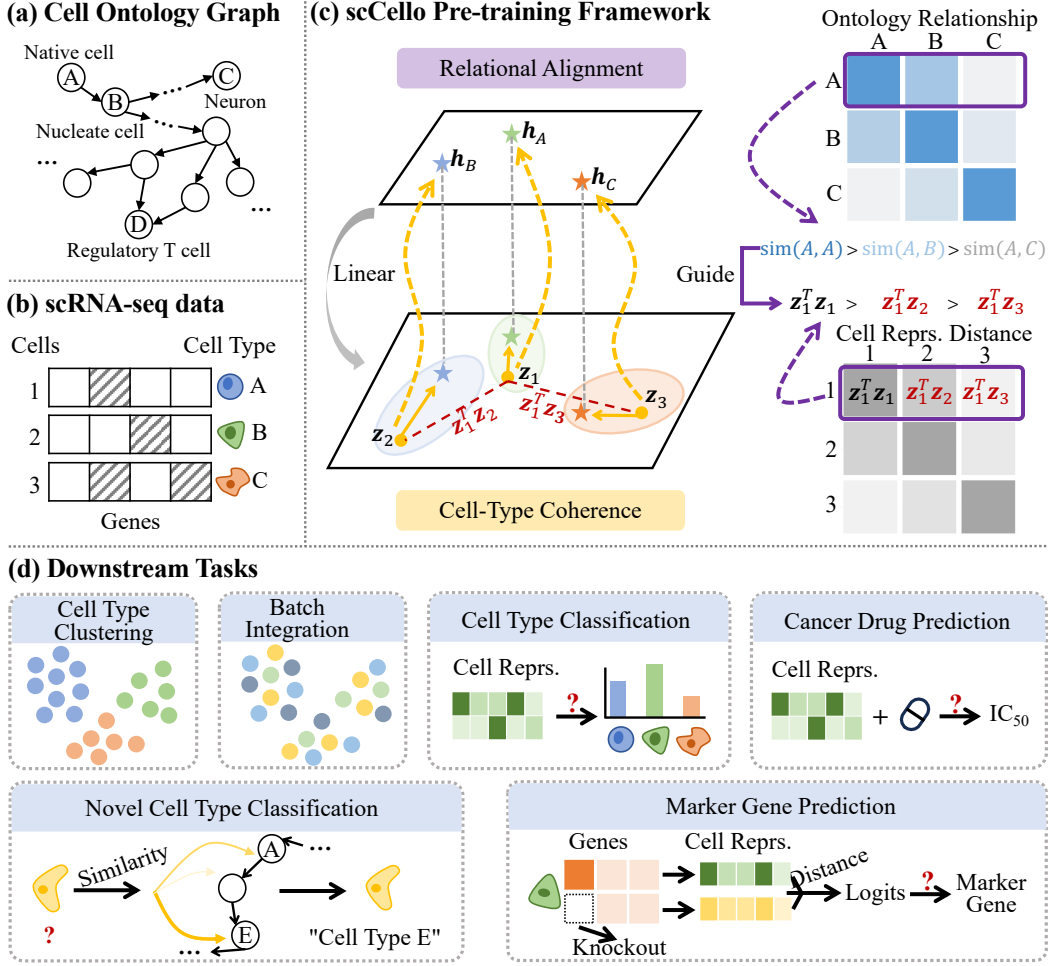 (a) Cell Ontology Graph
Native cell
A
B
C
Neuron
Nucleate cell
...
...
D
Regulatory T cell
(b) scRNA-seq data
Cells
Cell Type
1
A
2
B
3
C
Genes
(c) scCello Pre-training Framework
Relational Alignment
h_A
h_B
h_C
Linear
z_1
z_2
z_3
z_1^T z_2
z_1^T z_3
Cell-Type Coherence
Ontology Relationship
A B C
A
B
C
sim(A, A) > sim(A, B) > sim(A, C)
Guide
z_1^T z_1 > z_1^T z_2 > z_1^T z_3
Cell Reprs. Distance
1 2 3
1 z_1^T z_1 z_1^T z_2 z_1^T z_3
2
3
(d) Downstream Tasks
Cell Type
Clustering
Batch
Integration
Cell Type Classification
Cell Reprs.
?
Cancer Drug Prediction
Cell Reprs.
+
?
IC₅₀
Novel Cell Type Classification
Similarity
?
A
...
E
...
"Cell Type E"
Marker Gene Prediction
Genes
Cell Reprs.
Distance
Logits
?
Marker
Gene
Knockout